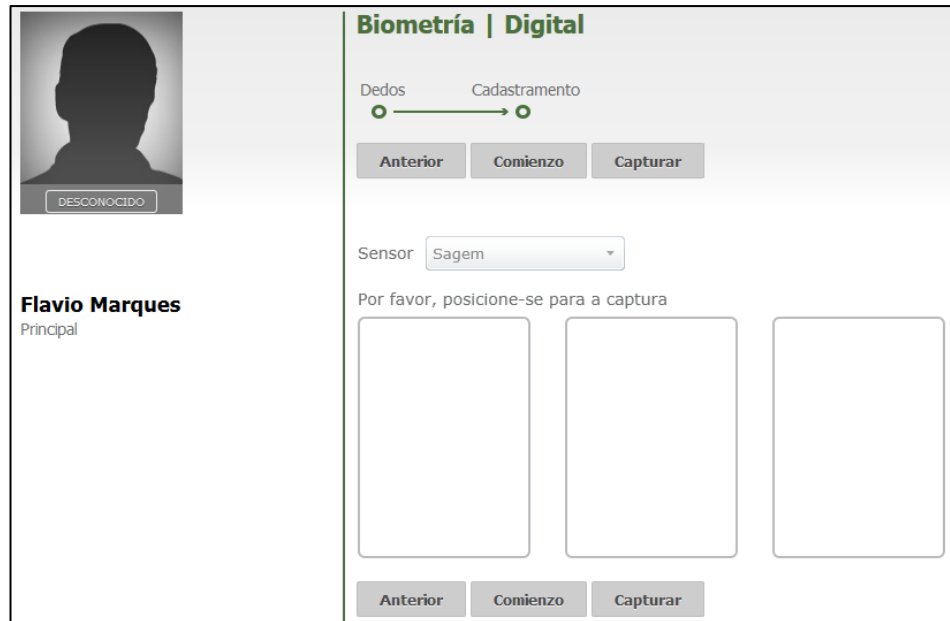 DESCONOCIDO
Flavio Marques
Principal
Biometría | Digital
Dedos Cadastramento
Anterior Comienzo Capturar
Sensor Sagem
Por favor, posicione-se para a captura
Anterior Comienzo Capturar